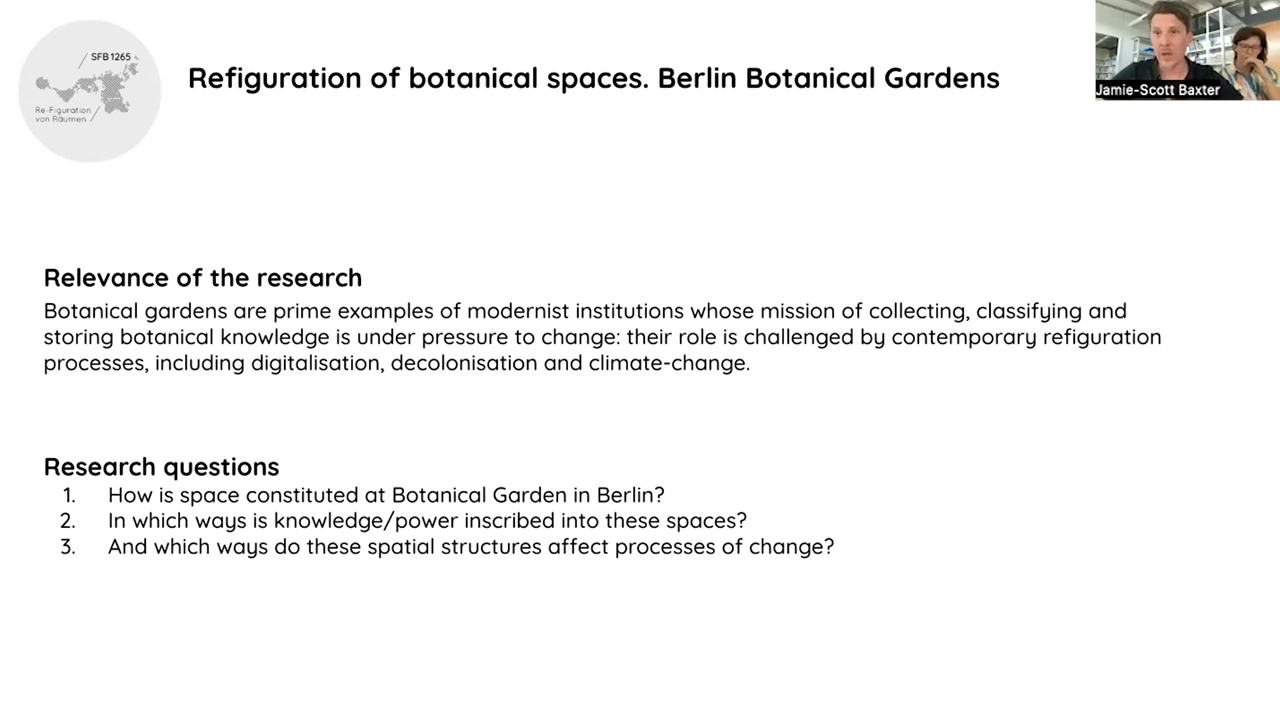 SFB 1265
Re-Figuration
von Räumen
Refiguration of botanical spaces. Berlin Botanical Gardens
Jamie-Scott Baxter
Relevance of the research
Botanical gardens are prime examples of modernist institutions whose mission of collecting, classifying and
storing botanical knowledge is under pressure to change: their role is challenged by contemporary refiguration
processes, including digitalisation, decolonisation and climate-change.
Research questions
1. How is space constituted at Botanical Garden in Berlin?
2. In which ways is knowledge/power inscribed into these spaces?
3. And which ways do these spatial structures affect processes of change?